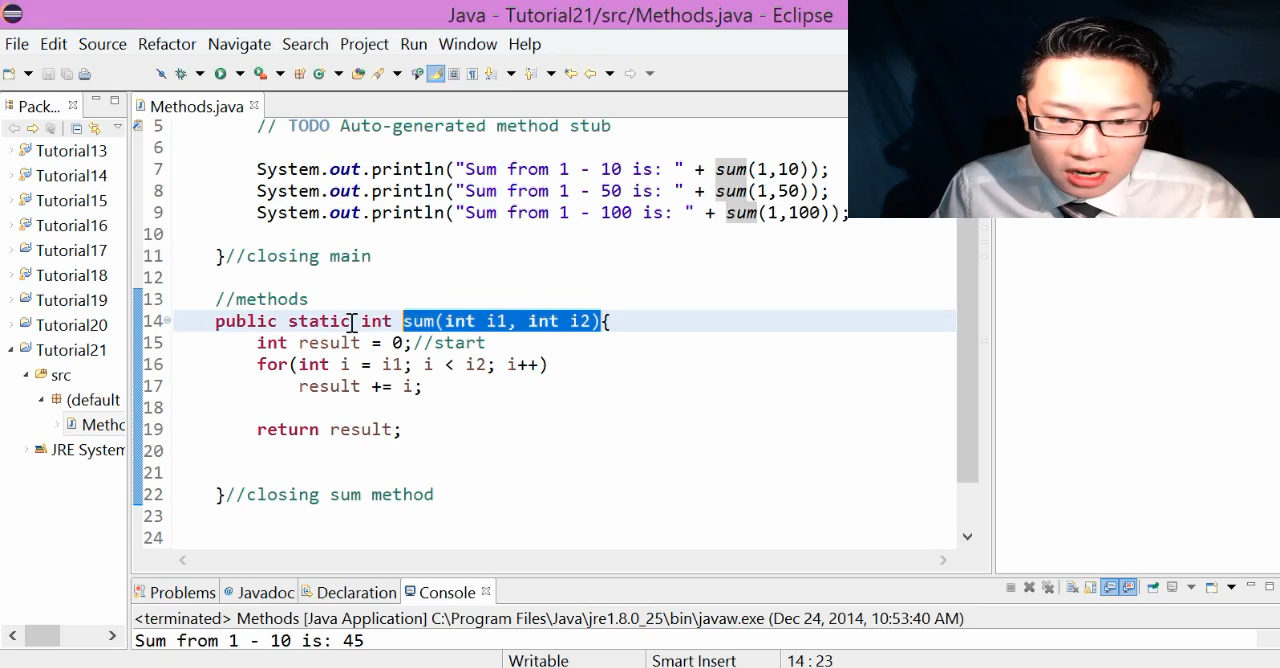 Java - Tutorial21/src/Methods.java - Eclipse
File Edit Source Refactor Navigate Search Project Run Window Help
Pack... Methods.java
5 // TODO Auto-generated method stub
6
7 System.out.println("Sum from 1 - 10 is: " + sum(1,10));
8 System.out.println("Sum from 1 - 50 is: " + sum(1,50));
9 System.out.println("Sum from 1 - 100 is: " + sum(1,100));
10
11 }//closing main
12
13 //methods
14 public static int sum(int i1, int i2){
15 int result = 0;//start
16 for(int i = i1; i < i2; i++)
17 result += i;
18
19 return result;
20
21
22 }//closing sum method
23
24
Tutorial13
Tutorial14
Tutorial15
Tutorial16
Tutorial17
Tutorial18
Tutorial19
Tutorial20
Tutorial21
src
(default
Metho
JRE System
Problems @ Javadoc Declaration Console
<terminated> Methods [Java Application] C:\Program Files\Java\jre1.8.0_25\bin\javaw.exe (Dec 24, 2014, 10:53:40 AM)
Sum from 1 - 10 is: 45
Writable Smart Insert 14 : 23